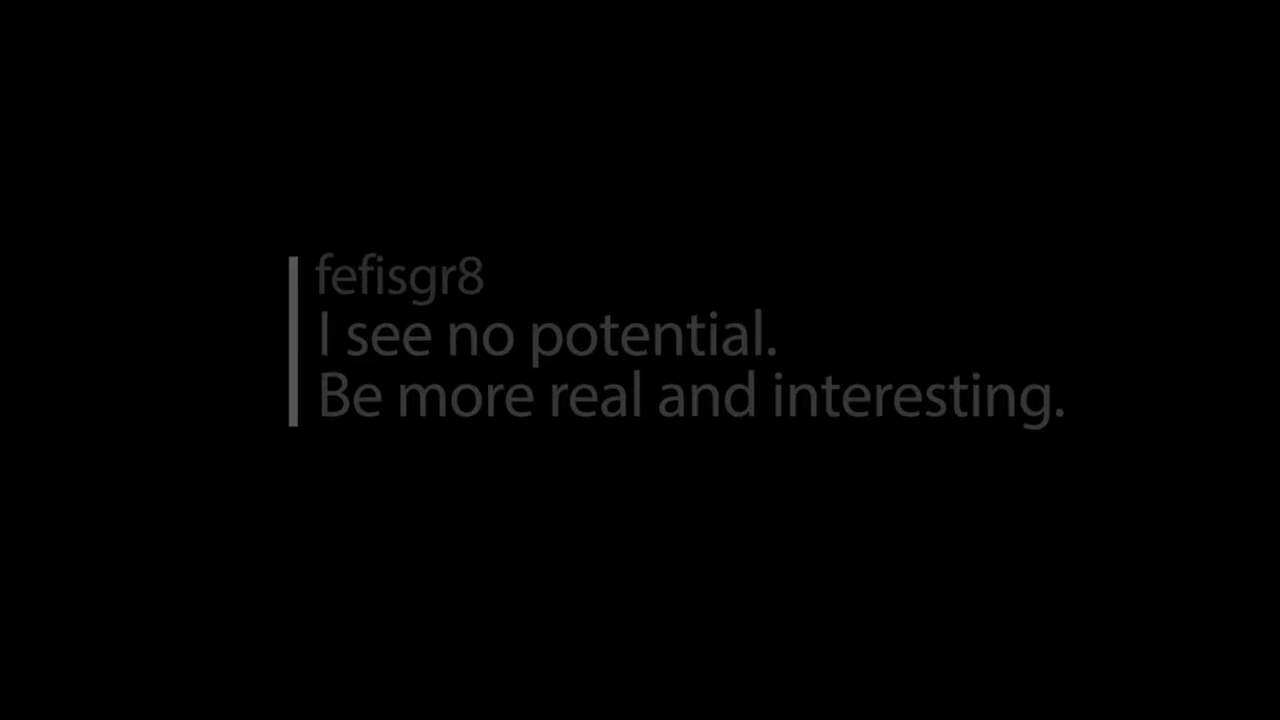 fefisgr8
I see no potential.
Be more real and interesting.